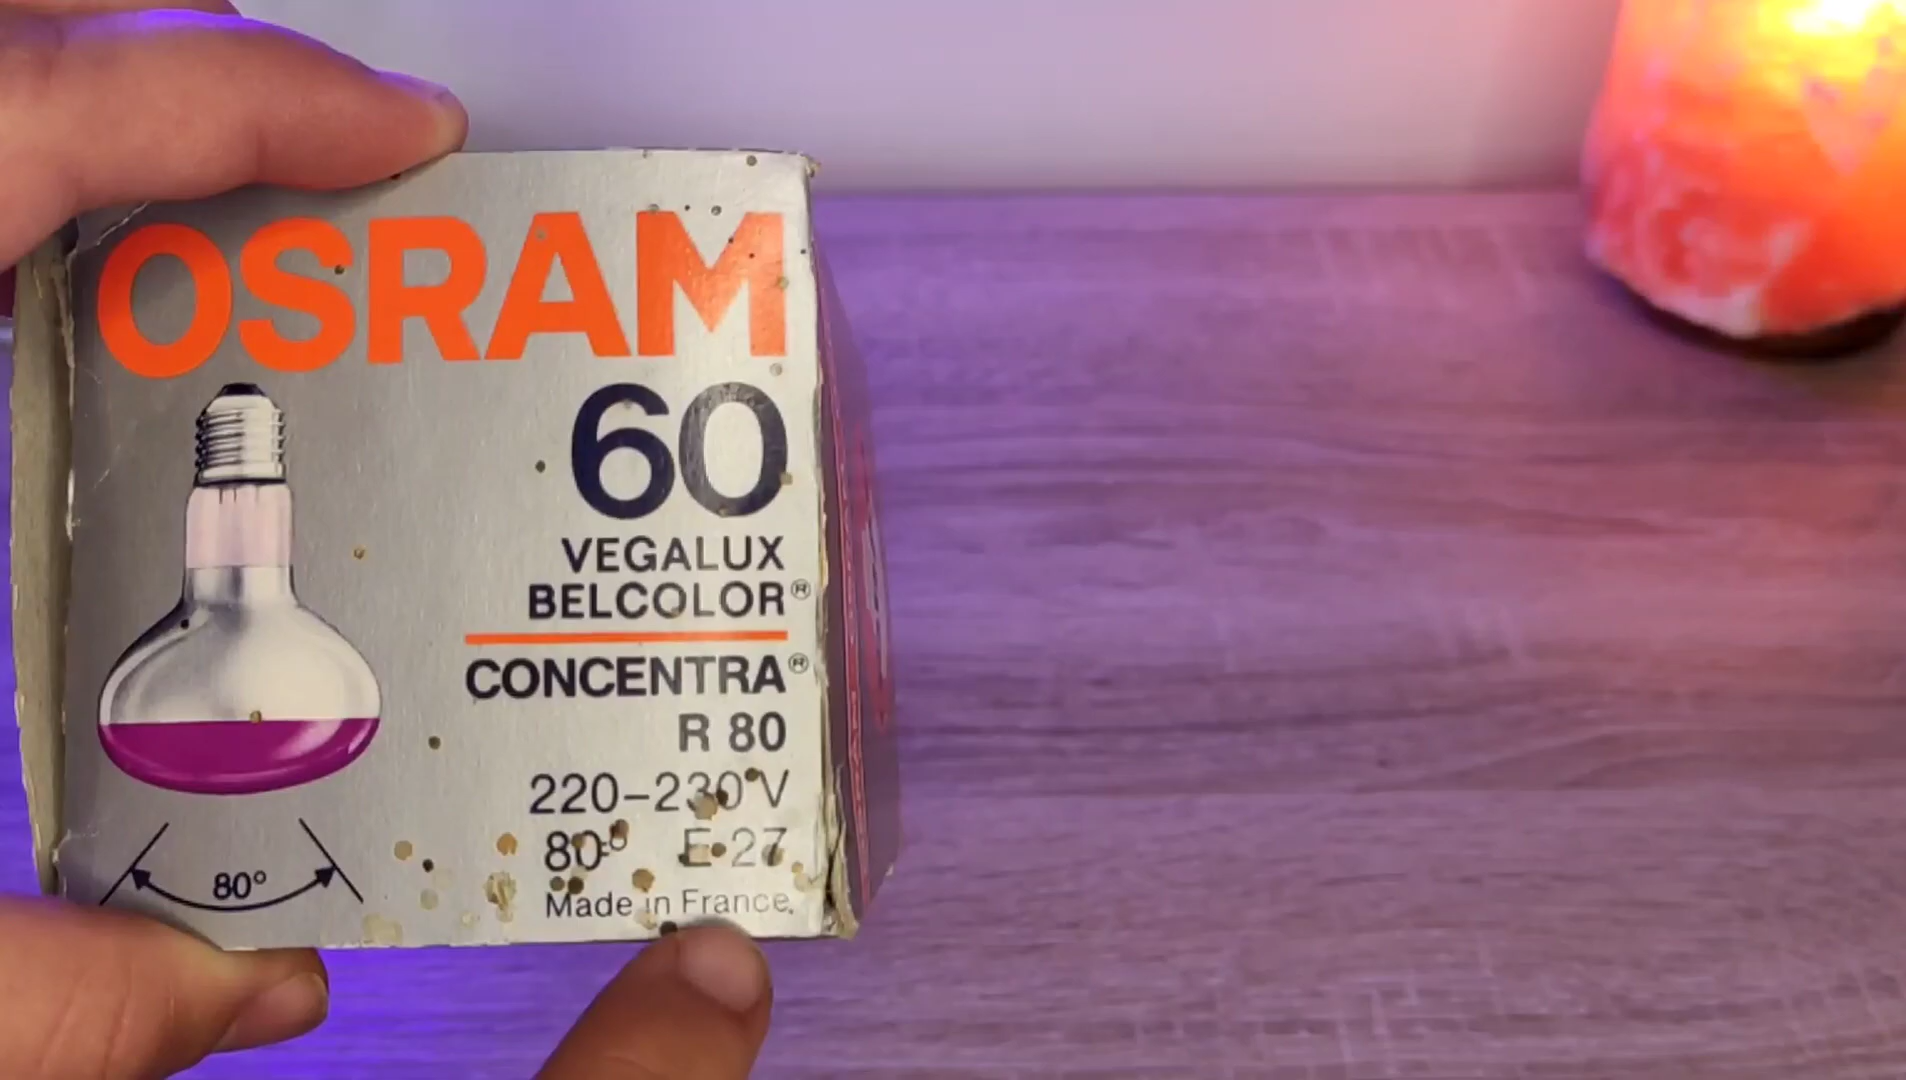 OSRAM
60
VEGALUX
BELCOLOR®
CONCENTRA®
R 80
220-230 V
80° E 27
Made in France.
80°